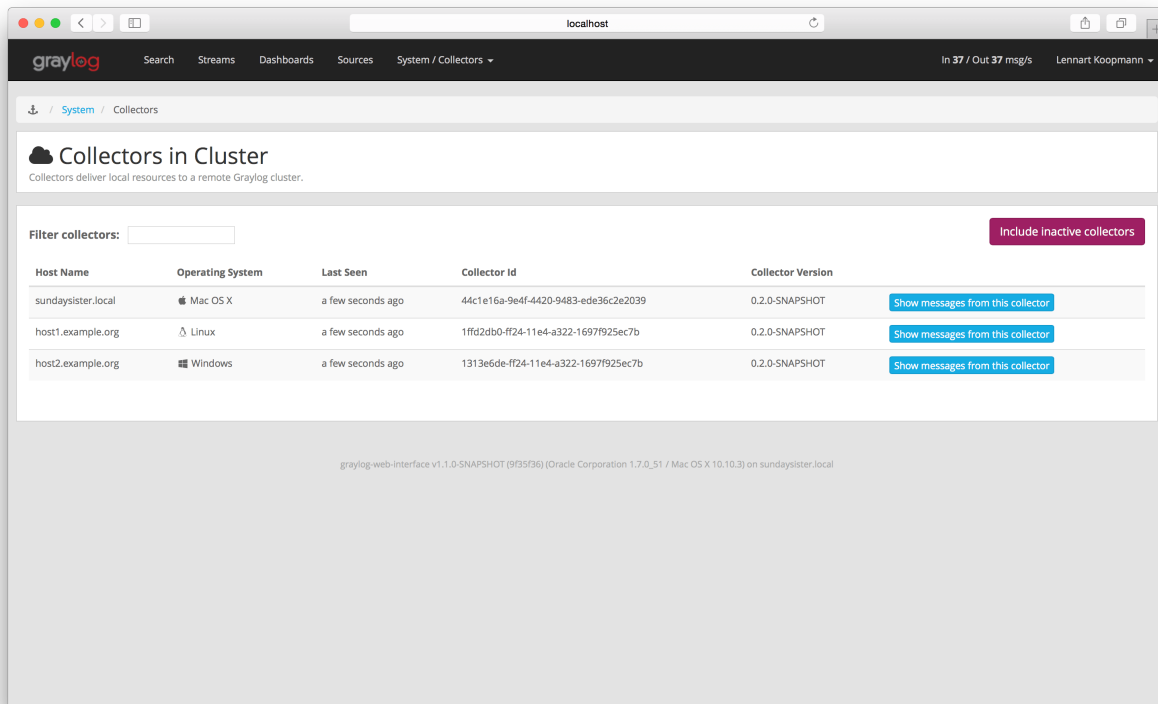 localhost
graylog Search Streams Dashboards Sources System / Collectors In 37 / Out 37 msg/s Lennart Koopmann
/ System / Collectors
Collectors in Cluster
Collectors deliver local resources to a remote Graylog cluster.
Filter collectors: Include inactive collectors
Host Name Operating System Last Seen Collector Id Collector Version
sundaysister.local Mac OS X a few seconds ago 44c1e16a-9e4f-4420-9483-ede36c2e2039 0.2.0-SNAPSHOT Show messages from this collector
host1.example.org Linux a few seconds ago 1ffd2db0-ff24-11e4-a322-1697f925ec7b 0.2.0-SNAPSHOT Show messages from this collector
host2.example.org Windows a few seconds ago 1313e6de-ff24-11e4-a322-1697f925ec7b 0.2.0-SNAPSHOT Show messages from this collector
graylog-web-interface v1.1.0-SNAPSHOT (9f35f36) (Oracle Corporation 1.7.0_51 / Mac OS X 10.10.3) on sundaysister.local